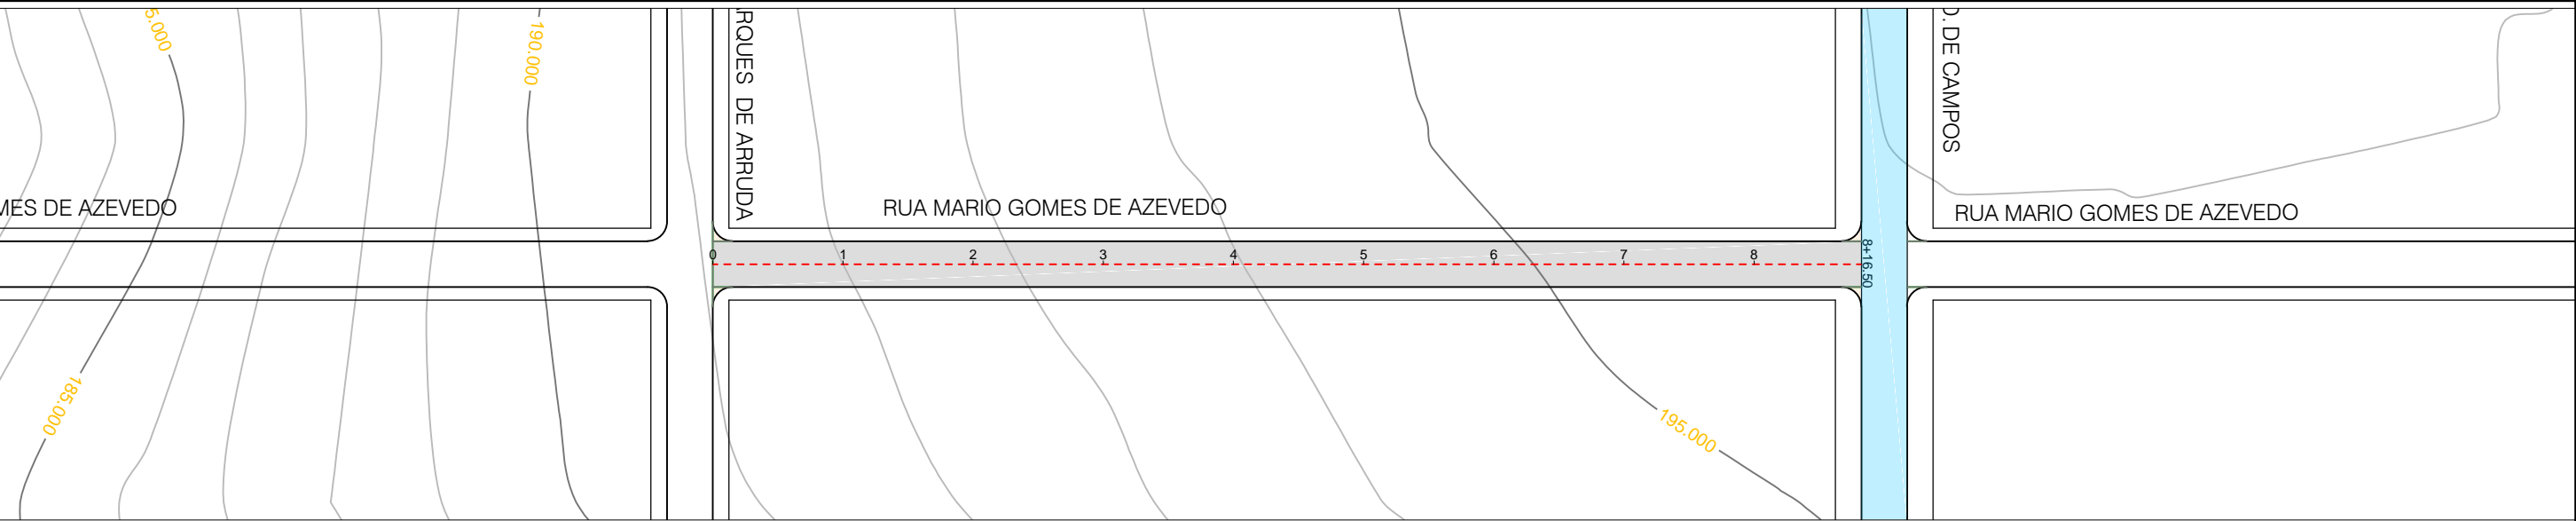 5.000
190.000
RQUES DE ARRUDA
DE CAMPOS
MES DE AZEVEDO
RUA MARIO GOMES DE AZEVEDO
RUA MARIO GOMES DE AZEVEDO
0 1 2 3 4 5 6 7 8 8+16.50
185.000
195.000